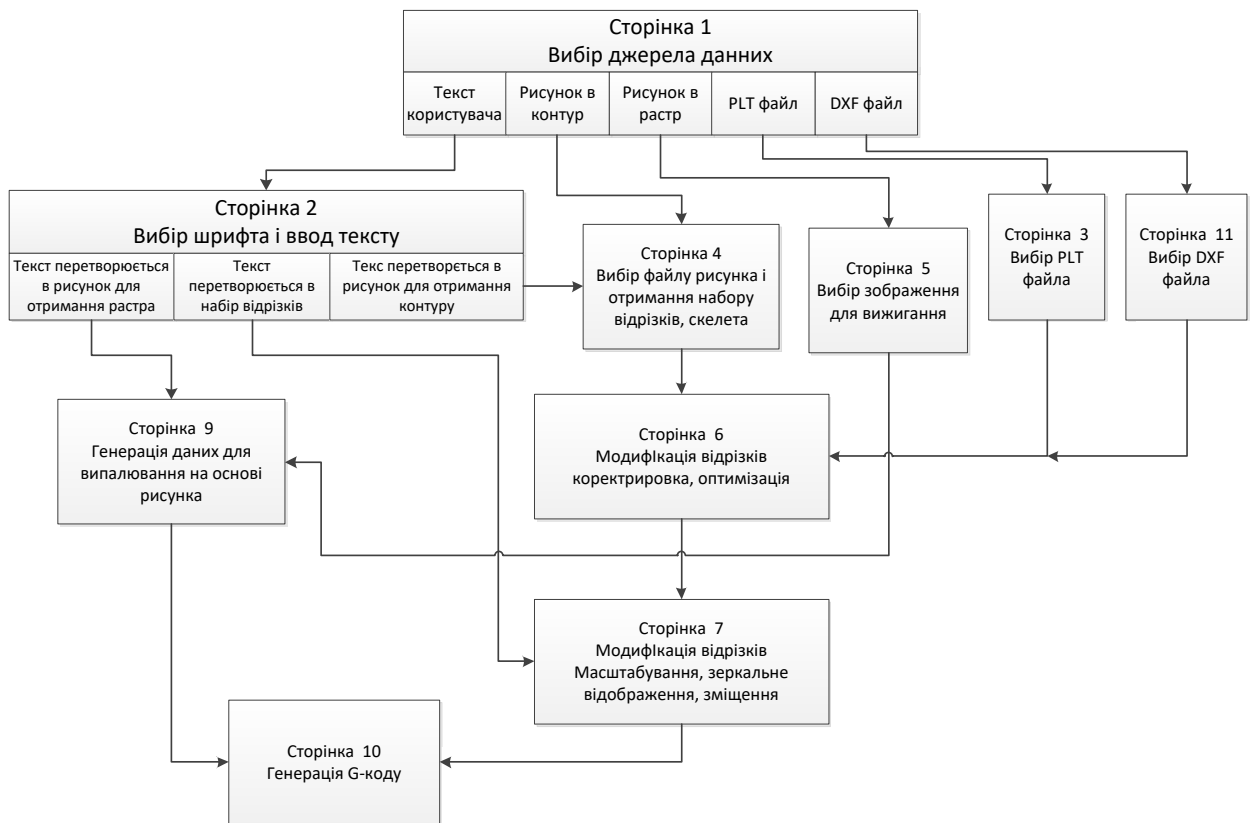 Сторінка 1
Вибір джерела данних
Текст
користувача
Рисунок в
контур
Рисунок в
растр
PLT файл
DXF файл
Сторінка 2
Вибір шрифта і ввод тексту
Текст перетворюється
в рисунок для
отримання растра
Текст
перетворюється в
набір відрізків
Текс перетворється в
рисунок для отримання
контуру
Сторінка 4
Вибір файлу рисунка і
отримання набору
відрізків, скелета
Сторінка 5
Вибір зображення
для вижигання
Сторінка 3
Вибір PLT
файла
Сторінка 11
Вибір DXF
файла
Сторінка 9
Генерація даних для
випалювання на основі
рисунка
Сторінка 6
Модифікація відрізків
коректрировка, оптимізація
Сторінка 7
Модифікація відрізків
Масштабування, зеркальне
відображення, зміщення
Сторінка 10
Генерація G-коду